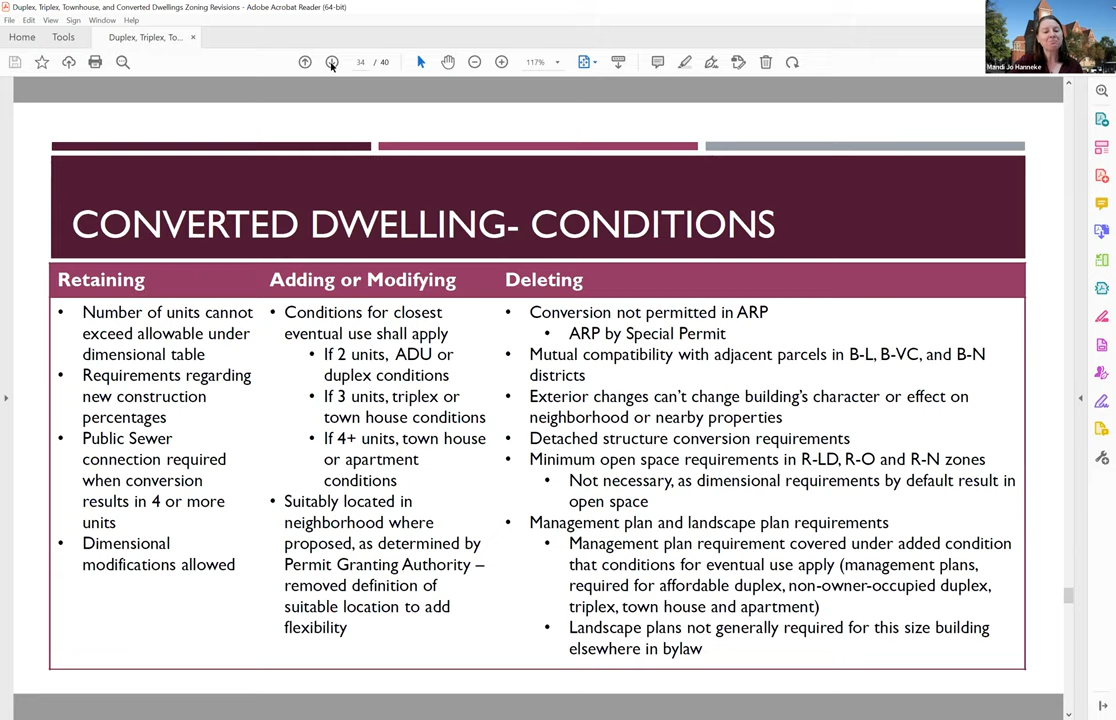 Duplex, Triplex, Townhouse, and Converted Dwellings Zoning Revisions - Adobe Acrobat Reader (64-bit)
File Edit View Sign Window Help
Home Tools Duplex, Triplex, To... ×
34 / 40 117%
Mandi Jo Hanneke
CONVERTED DWELLING- CONDITIONS
Retaining
• Number of units cannot
exceed allowable under
dimensional table
• Requirements regarding
new construction
percentages
• Public Sewer
connection required
when conversion
results in 4 or more
units
• Dimensional
modifications allowed
Adding or Modifying
• Conditions for closest
eventual use shall apply
• If 2 units, ADU or
duplex conditions
• If 3 units, triplex or
town house conditions
• If 4+ units, town house
or apartment
conditions
• Suitably located in
neighborhood where
proposed, as determined by
Permit Granting Authority –
removed definition of
suitable location to add
flexibility
Deleting
• Conversion not permitted in ARP
• ARP by Special Permit
• Mutual compatibility with adjacent parcels in B-L, B-VC, and B-N
districts
• Exterior changes can't change building's character or effect on
neighborhood or nearby properties
• Detached structure conversion requirements
• Minimum open space requirements in R-LD, R-O and R-N zones
• Not necessary, as dimensional requirements by default result in
open space
• Management plan and landscape plan requirements
• Management plan requirement covered under added condition
that conditions for eventual use apply (management plans,
required for affordable duplex, non-owner-occupied duplex,
triplex, town house and apartment)
• Landscape plans not generally required for this size building
elsewhere in bylaw